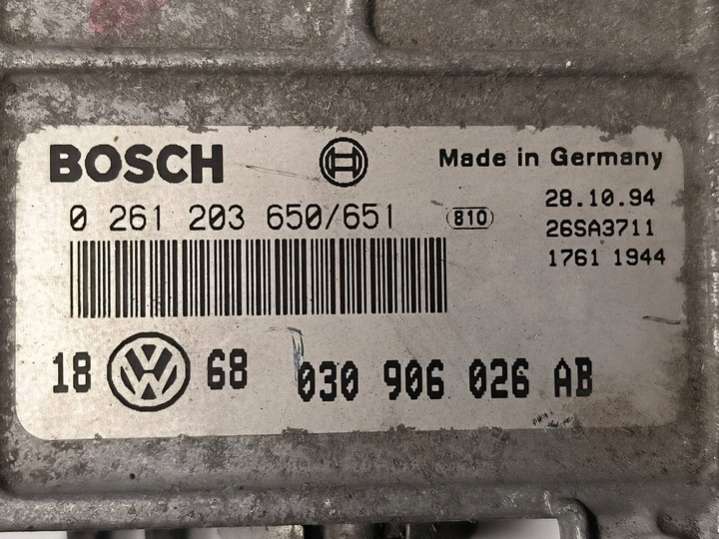 BOSCH Made in Germany
0 261 203 650/651 810 28.10.94
26SA3711
1761 1944
18 VW 68 030 906 026 AB